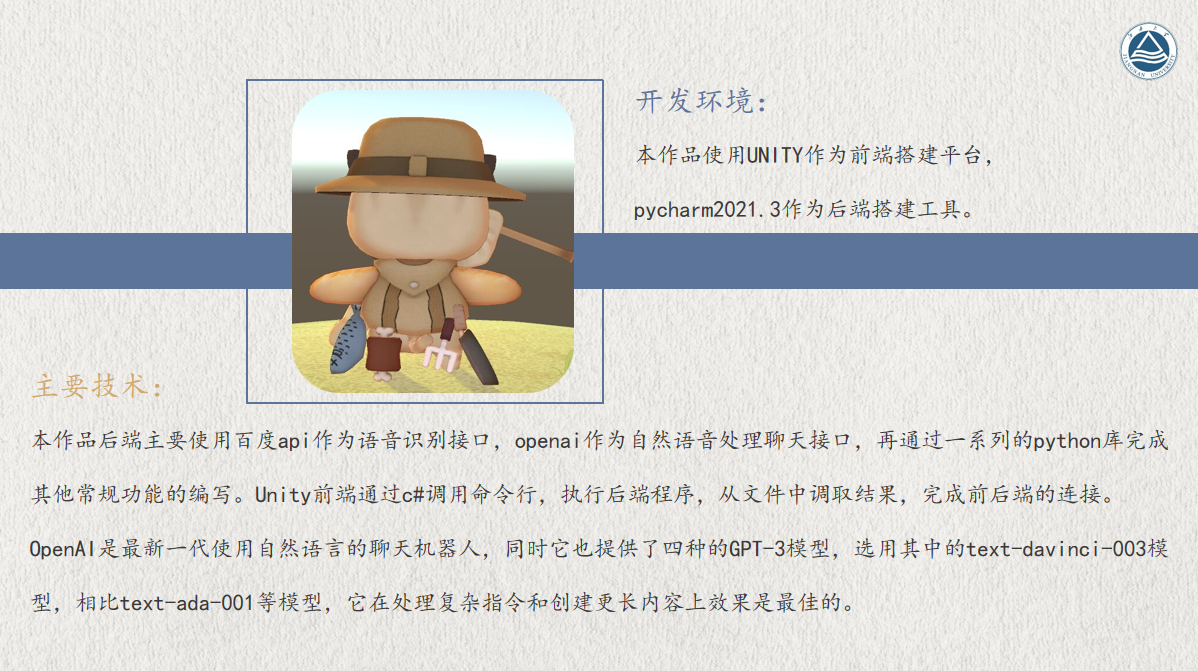 开发环境：
本作品使用UNITY作为前端搭建平台，
pycharm2021.3作为后端搭建工具。
主要技术：
本作品后端主要使用百度api作为语音识别接口，openai作为自然语音处理聊天接口，再通过一系列的python库完成
其他常规功能的编写。Unity前端通过c#调用命令行，执行后端程序，从文件中调取结果，完成前后端的连接。
OpenAI是最新一代使用自然语言的聊天机器人，同时它也提供了四种的GPT-3模型，选用其中的text-davinci-003模
型，相比text-ada-001等模型，它在处理复杂指令和创建更长内容上效果是最佳的。
JIANGNAN UNIVERSITY